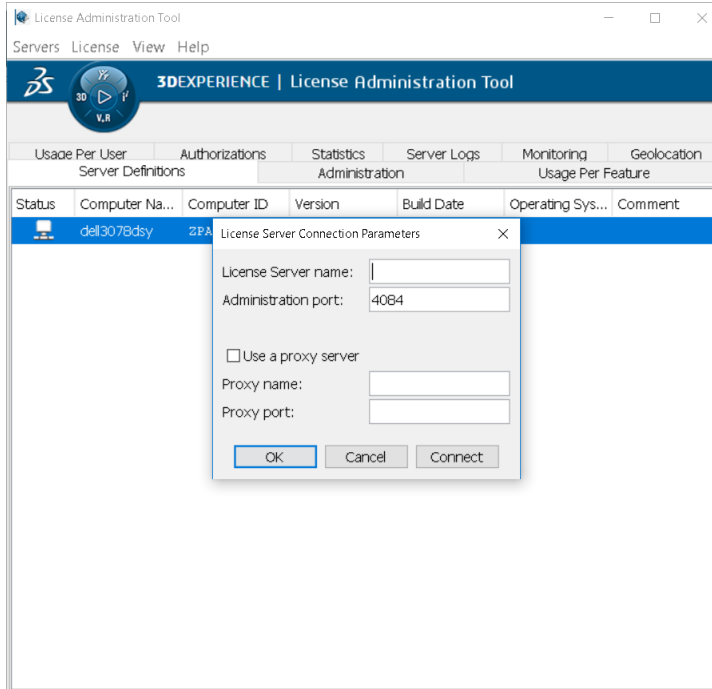 License Administration Tool
Servers License View Help
3DEXPERIENCE | License Administration Tool
3D
V.R
Usage Per User Authorizations Statistics Server Logs Monitoring Geolocation
Server Definitions Administration Usage Per Feature
Status Computer Na... Computer ID Version Build Date Operating Sys... Comment
dell3078dsy ZPA
License Server Connection Parameters
License Server name:
Administration port: 4084
Use a proxy server
Proxy name:
Proxy port:
OK Cancel Connect